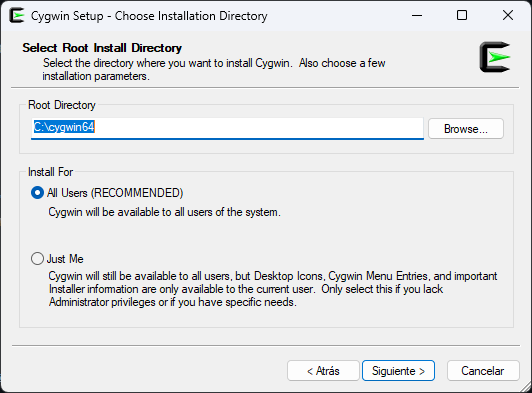 Cygwin Setup - Choose Installation Directory
Select Root Install Directory
Select the directory where you want to install Cygwin.  Also choose a few
installation parameters.
Root Directory
C:\cygwin64
Browse...
Install For
All Users (RECOMMENDED)
Cygwin will be available to all users of the system.
Just Me
Cygwin will still be available to all users, but Desktop Icons, Cygwin Menu Entries, and important
Installer information are only available to the current user.  Only select this if you lack
Administrator privileges or if you have specific needs.
< Atrás
Siguiente >
Cancelar